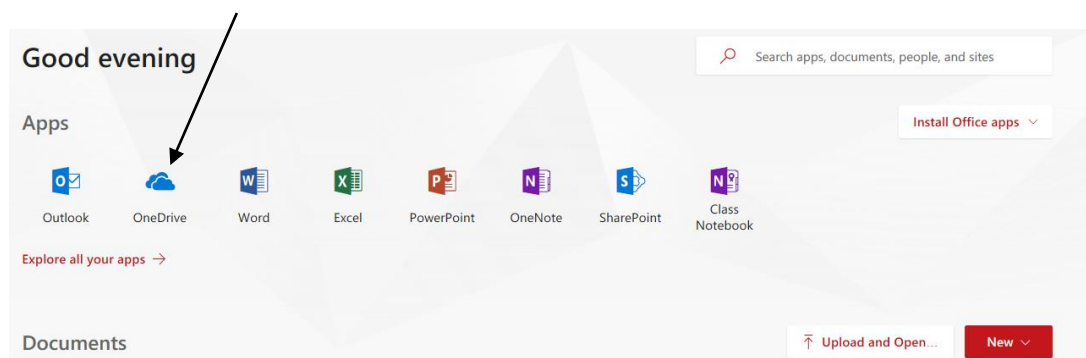 Good evening
Search apps, documents, people, and sites
Apps
Install Office apps
Outlook
OneDrive
Word
Excel
PowerPoint
OneNote
SharePoint
Class
Notebook
Explore all your apps →
Documents
Upload and Open...
New